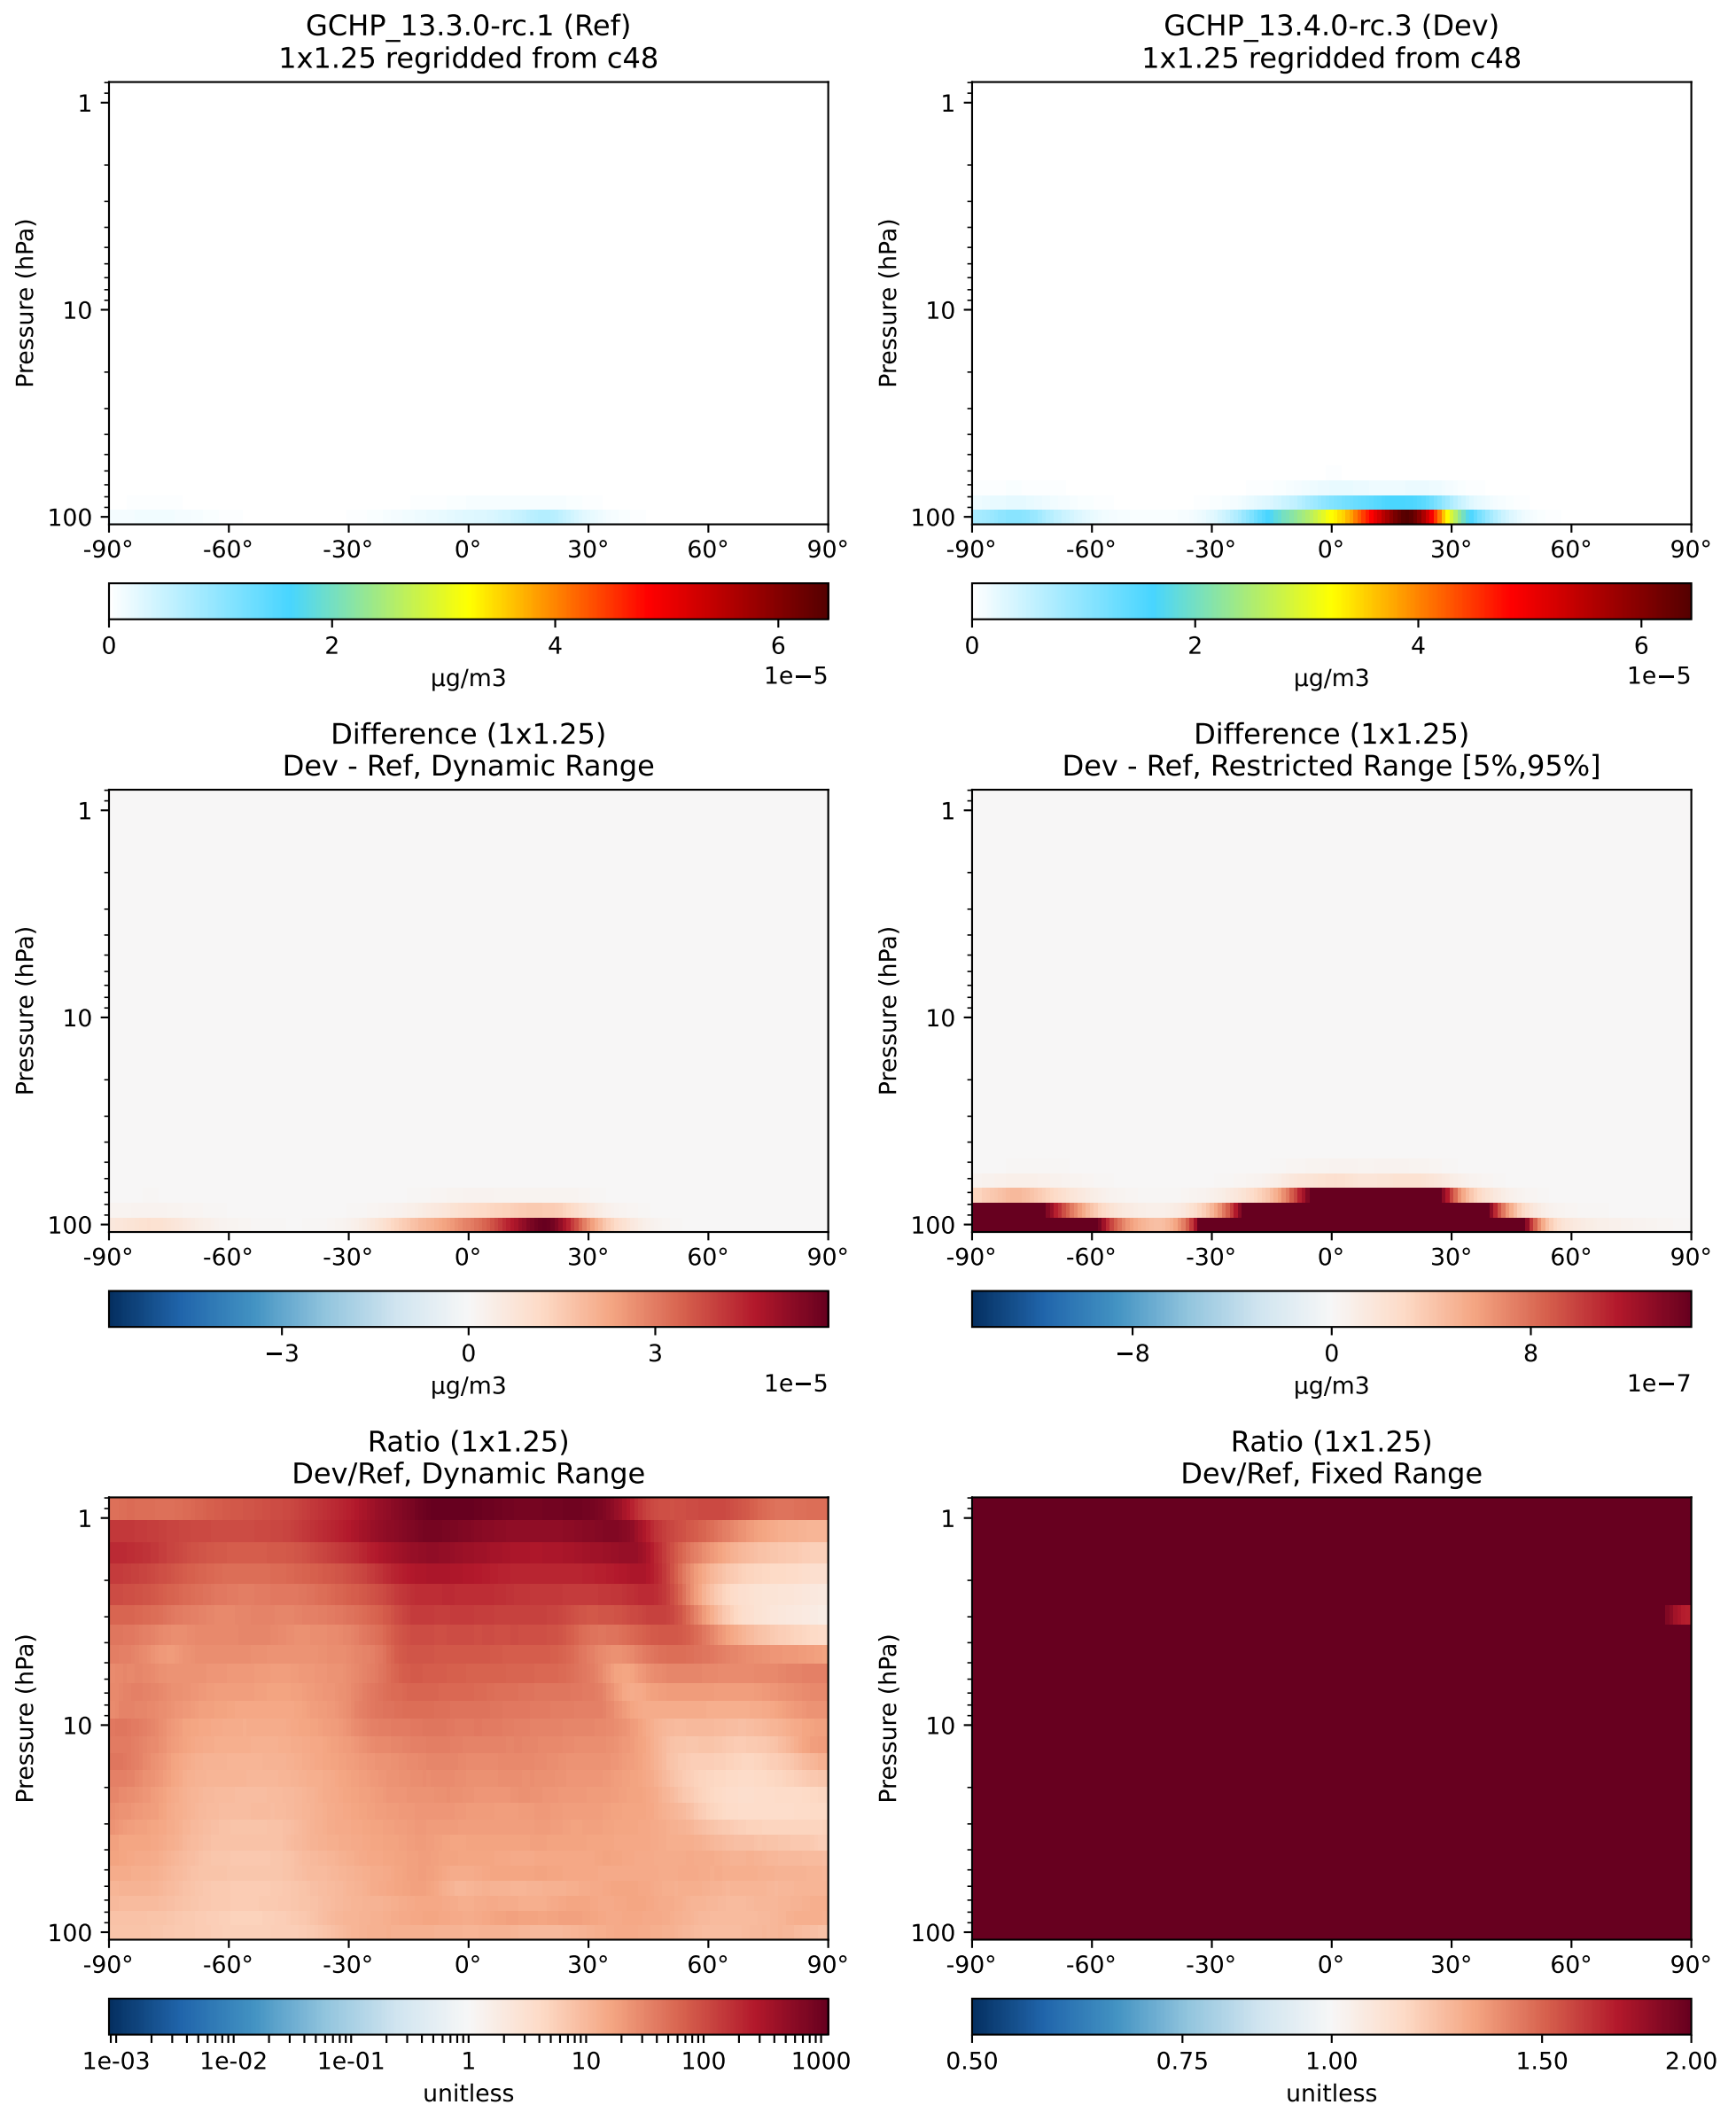 GCHP_13.3.0-rc.1 (Ref)
1x1.25 regridded from c48
1
10
100
Pressure (hPa)
-90° -60° -30° 0° 30° 60° 90°
0 2 4 6
1e−5
µg/m3
GCHP_13.4.0-rc.3 (Dev)
1x1.25 regridded from c48
1
10
100
Pressure (hPa)
-90° -60° -30° 0° 30° 60° 90°
0 2 4 6
1e−5
µg/m3
Difference (1x1.25)
Dev - Ref, Dynamic Range
1
10
100
Pressure (hPa)
-90° -60° -30° 0° 30° 60° 90°
−3 0 3
1e−5
µg/m3
Difference (1x1.25)
Dev - Ref, Restricted Range [5%,95%]
1
10
100
Pressure (hPa)
-90° -60° -30° 0° 30° 60° 90°
−8 0 8
1e−7
µg/m3
Ratio (1x1.25)
Dev/Ref, Dynamic Range
1
10
100
Pressure (hPa)
-90° -60° -30° 0° 30° 60° 90°
1e-03 1e-02 1e-01 1 10 100 1000
unitless
Ratio (1x1.25)
Dev/Ref, Fixed Range
1
10
100
Pressure (hPa)
-90° -60° -30° 0° 30° 60° 90°
0.50 0.75 1.00 1.50 2.00
unitless